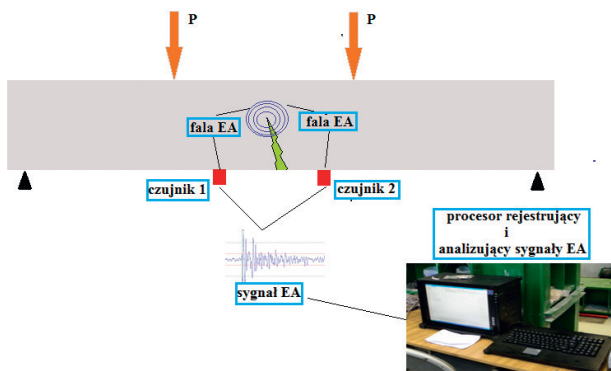 P
P
fala EA
fala EA
czujnik 1
czujnik 2
procesor rejestrujący
i
analizujący sygnały EA
sygnał EA